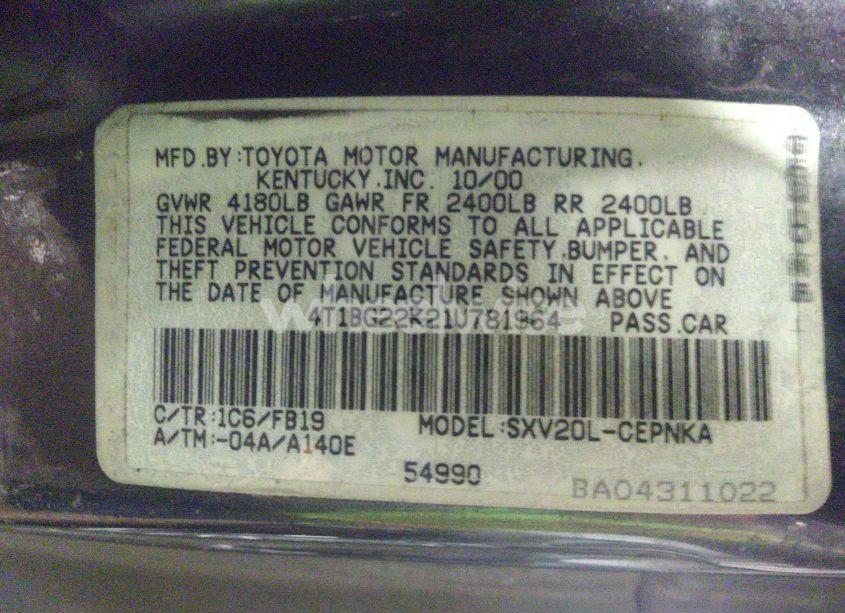 MFD.BY:TOYOTA MOTOR MANUFACTURING,
KENTUCKY,INC. 10/00
GVWR 4180LB GAWR FR 2400LB RR 2400LB
THIS VEHICLE CONFORMS TO ALL APPLICABLE
FEDERAL MOTOR VEHICLE SAFETY,BUMPER, AND
THEFT PREVENTION STANDARDS IN EFFECT ON
THE DATE OF MANUFACTURE SHOWN ABOVE
4T1BG22K21U781964 PASS.CAR
C/TR:1C6/FB19 MODEL:SXV20L-CEPNKA
A/TM:-04A/A140E
54990
BA04311022